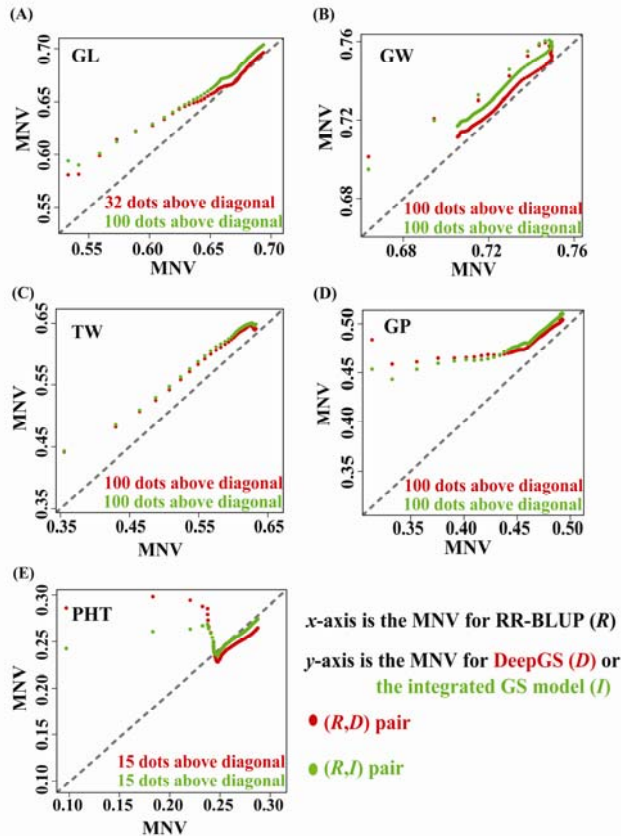 (A)
GL
MNV
0.70
0.65
0.60
0.55
32 dots above diagonal
100 dots above diagonal
0.55 0.60 0.65 0.70
MNV
(B)
GW
MNV
0.76
0.72
0.68
100 dots above diagonal
100 dots above diagonal
0.68 0.72 0.76
MNV
(C)
TW
MNV
0.65
0.55
0.45
0.35
100 dots above diagonal
100 dots above diagonal
0.35 0.45 0.55 0.65
MNV
(D)
GP
MNV
0.50
0.45
0.40
0.35
100 dots above diagonal
100 dots above diagonal
0.35 0.40 0.45 0.50
MNV
(E)
PHT
MNV
0.30
0.25
0.20
0.15
0.10
15 dots above diagonal
15 dots above diagonal
0.10 0.15 0.20 0.25 0.30
MNV
x-axis is the MNV for RR-BLUP (R)
y-axis is the MNV for DeepGS (D) or
the integrated GS model (I)
(R,D) pair
(R,I) pair